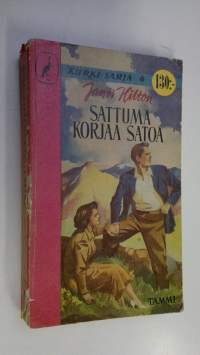 KURKI-SARJA 6
130:-
James Hilton
SATTUMA
KORJAA SATOA
TAMMI